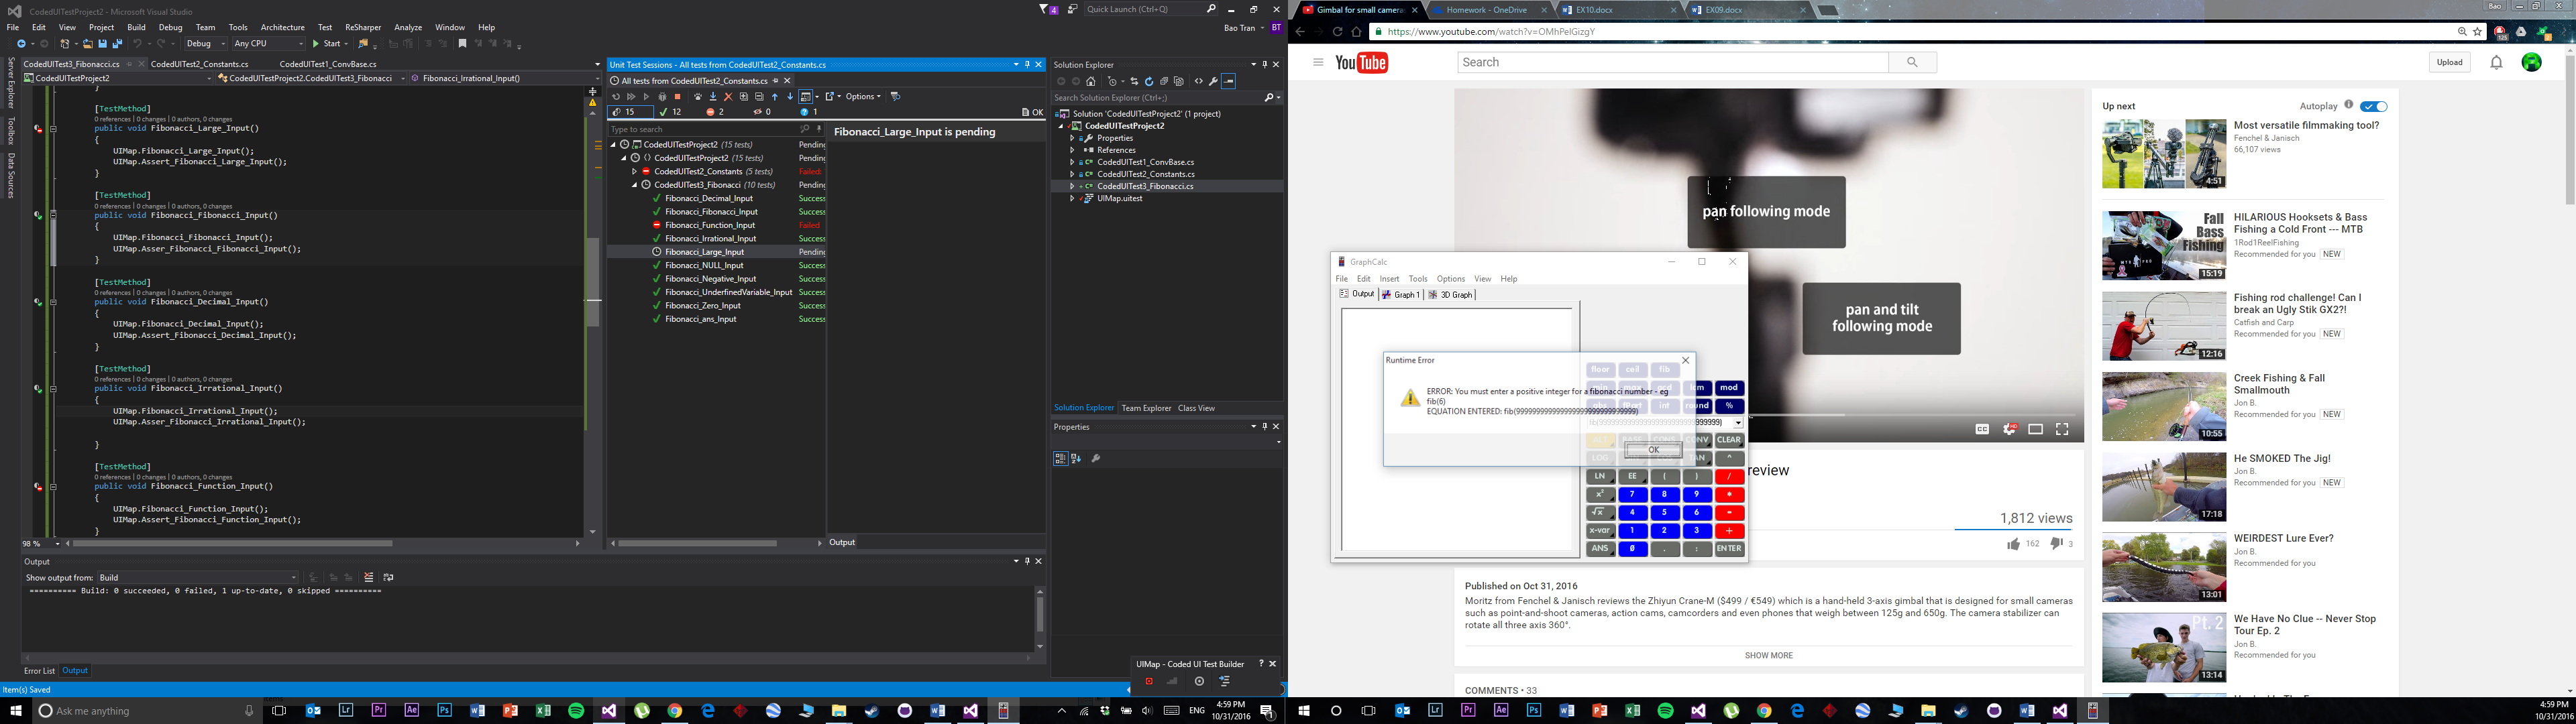 CodedUITestProject2 - Microsoft Visual Studio
4
Quick Launch (Ctrl+Q)
File Edit View Project Build Debug Team Tools Architecture Test ReSharper Analyze Window Help
Bao Tran BT
Debug Any CPU Start
Server Explorer
Toolbox
Data Sources
CodedUITest3_Fibonacci.cs CodedUITest2_Constants.cs CodedUITest1_ConvBase.cs
CodedUITestProject2 CodedUITestProject2.CodedUITest3_Fibonacci Fibonacci_Irrational_Input()
}
[TestMethod]
0 references | 0 changes | 0 authors, 0 changes
public void Fibonacci_Large_Input()
{
UIMap.Fibonacci_Large_Input();
UIMap.Assert_Fibonacci_Large_Input();
}
[TestMethod]
0 references | 0 changes | 0 authors, 0 changes
public void Fibonacci_Fibonacci_Input()
{
UIMap.Fibonacci_Fibonacci_Input();
UIMap.Asser_Fibonacci_Fibonacci_Input();
}
[TestMethod]
0 references | 0 changes | 0 authors, 0 changes
public void Fibonacci_Decimal_Input()
{
UIMap.Fibonacci_Decimal_Input();
UIMap.Assert_Fibonacci_Decimal_Input();
}
[TestMethod]
0 references | 0 changes | 0 authors, 0 changes
public void Fibonacci_Irrational_Input()
{
UIMap.Fibonacci_Irrational_Input();
UIMap.Asser_Fibonacci_Irrational_Input();
}
[TestMethod]
0 references | 0 changes | 0 authors, 0 changes
public void Fibonacci_Function_Input()
{
UIMap.Fibonacci_Function_Input();
UIMap.Assert_Fibonacci_Function_Input();
}
98 %
Output
Show output from: Build
========== Build: 0 succeeded, 0 failed, 1 up-to-date, 0 skipped ==========
Error List Output
Item(s) Saved
Unit Test Sessions - All tests from CodedUITest2_Constants.cs
All tests from CodedUITest2_Constants.cs
Options
15 12 2 0 1 OK
Type to search
CodedUITestProject2 (15 tests) Pending
CodedUITestProject2 (15 tests) Pending
CodedUITest2_Constants (5 tests) Failed:
CodedUITest3_Fibonacci (10 tests) Pending
Fibonacci_Decimal_Input Success
Fibonacci_Fibonacci_Input Success
Fibonacci_Function_Input Failed
Fibonacci_Irrational_Input Success
Fibonacci_Large_Input Pending
Fibonacci_NULL_Input Success
Fibonacci_Negative_Input Success
Fibonacci_UnderfinedVariable_Input Success
Fibonacci_Zero_Input Success
Fibonacci_ans_Input Success
Fibonacci_Large_Input is pending
Output
Solution Explorer
Search Solution Explorer (Ctrl+;)
Solution 'CodedUITestProject2' (1 project)
CodedUITestProject2
Properties
References
CodedUITest1_ConvBase.cs
CodedUITest2_Constants.cs
CodedUITest3_Fibonacci.cs
UIMap.uitest
Solution Explorer Team Explorer Class View
Properties
UIMap - Coded UI Test Builder ? X
Ask me anything
ENG
4:59 PM
10/31/2016
Gimbal for small camera Homework - OneDrive EX10.docx EX09.docx
Bao
https://www.youtube.com/watch?v=OMhPelGizgY
YouTube
Search
Upload
pan following mode
pan and tilt
following mode
CC
HD
review
1,812 views
162 3
Published on Oct 31, 2016
Moritz from Fenchel & Janisch reviews the Zhiyun Crane-M ($499 / €549) which is a hand-held 3-axis gimbal that is designed for small cameras
such as point-and-shoot cameras, action cams, camcorders and even phones that weigh between 125g and 650g. The camera stabilizer can
rotate all three axis 360°.
SHOW MORE
COMMENTS • 33
GraphCalc
File Edit Insert Tools Options View Help
Output Graph 1 3D Graph
Runtime Error
ERROR: You must enter a positive integer for a fibonacci number - eg
fib(6)
EQUATION ENTERED: fib(99999999999999999999999999999999)
OK
floor ceil fib
lcm mod
int round %
CONV CLEAR
LOG TAN ^
LN EE ( ) /
x² 7 8 9 *
√x 4 5 6 -
x-var 1 2 3 +
ANS 0 . : ENTER
Up next
Autoplay
Most versatile filmmaking tool?
Fenchel & Janisch
66,107 views
4:51
HILARIOUS Hooksets & Bass
Fishing a Cold Front --- MTB
1Rod1ReelFishing
Recommended for you NEW
Fall
Bass
Fishing
15:19
Fishing rod challenge! Can I
break an Ugly Stik GX2?!
Catfish and Carp
Recommended for you NEW
12:16
Creek Fishing & Fall
Smallmouth
Jon B.
Recommended for you NEW
10:55
He SMOKED The Jig!
Jon B.
Recommended for you NEW
17:18
WEIRDEST Lure Ever?
Jon B.
Recommended for you
13:01
We Have No Clue -- Never Stop
Tour Ep. 2
Jon B.
Recommended for you
Pt. 2
13:14
4:59 PM
10/31/2016